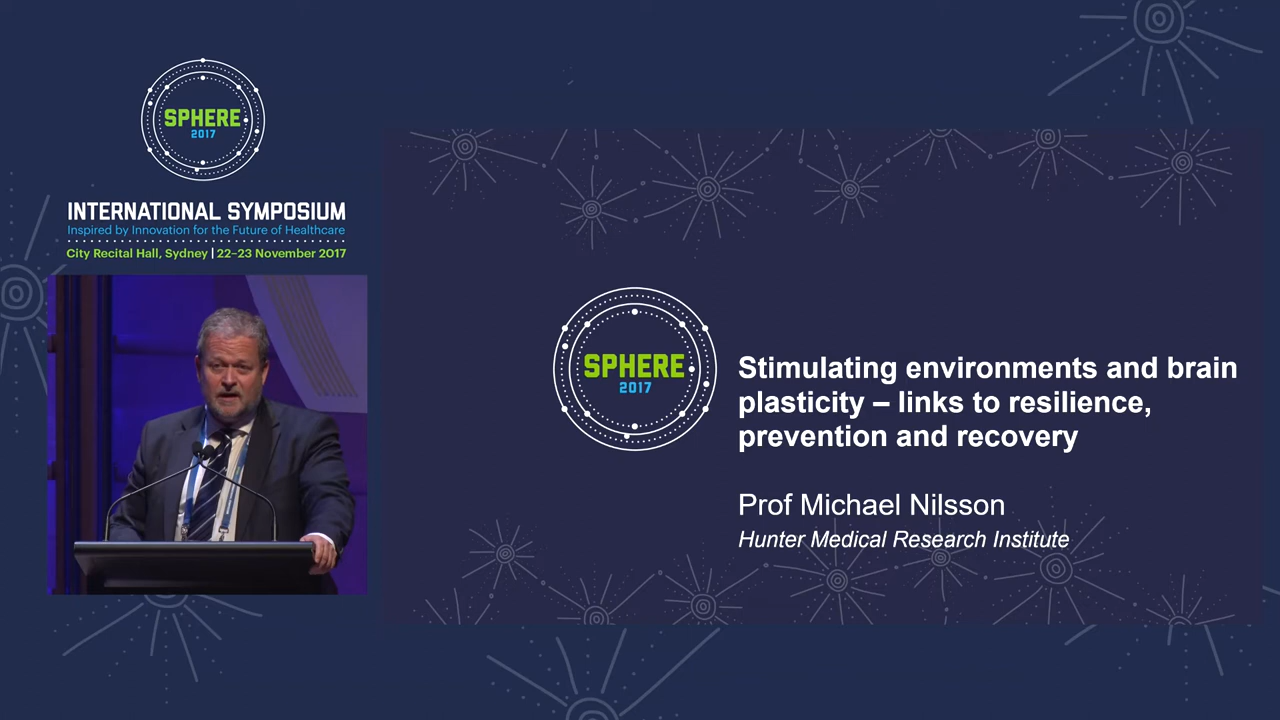 SPHERE
2017
INTERNATIONAL SYMPOSIUM
Inspired by Innovation for the Future of Healthcare
City Recital Hall, Sydney | 22–23 November 2017
SPHERE
2017
Stimulating environments and brain
plasticity – links to resilience,
prevention and recovery
Prof Michael Nilsson
Hunter Medical Research Institute